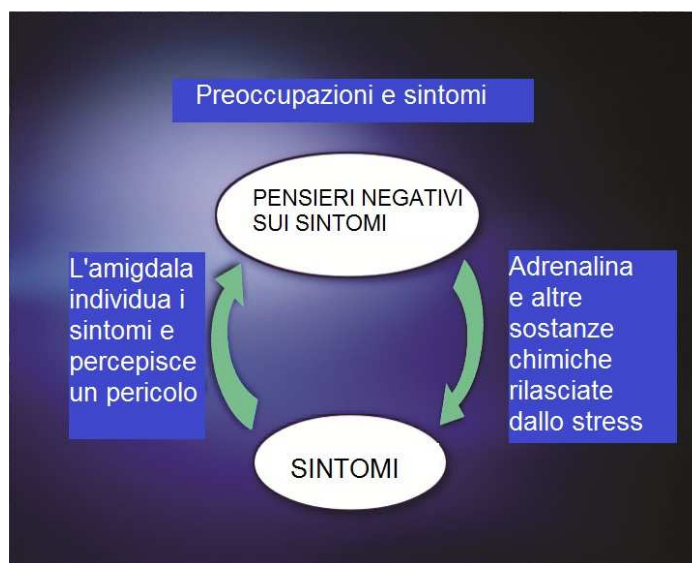 Preoccupazioni e sintomi
PENSIERI NEGATIVI
SUI SINTOMI
L'amigdala
individua i
sintomi e
percepisce
un pericolo
Adrenalina
e altre
sostanze
chimiche
rilasciate
dallo stress
SINTOMI